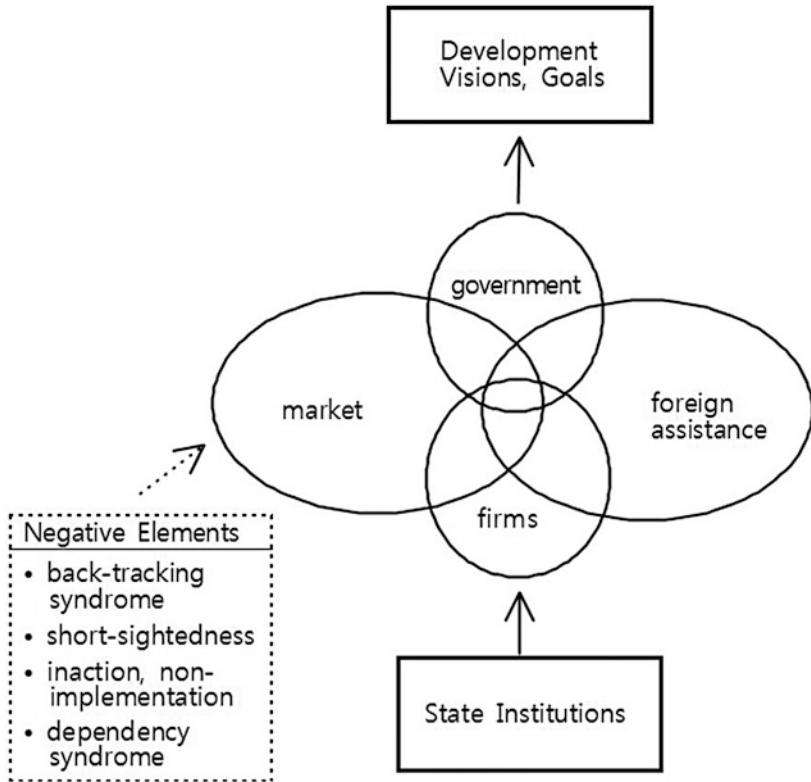 Development
Visions, Goals
government
market
foreign
assistance
firms
Negative Elements
• back-tracking
syndrome
• short-sightedness
• inaction, non-
implementation
• dependency
syndrome
State Institutions